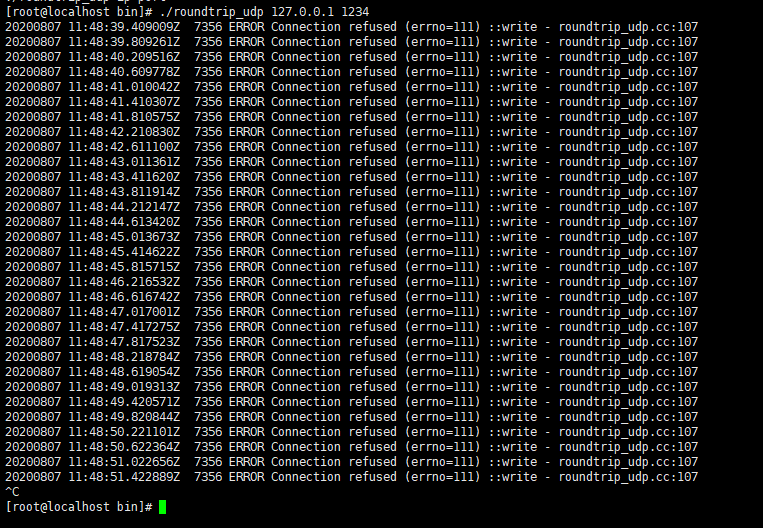 [root@localhost bin]# ./roundtrip_udp 127.0.0.1 1234
20200807 11:48:39.409009Z  7356 ERROR Connection refused (errno=111) ::write - roundtrip_udp.cc:107
20200807 11:48:39.809261Z  7356 ERROR Connection refused (errno=111) ::write - roundtrip_udp.cc:107
20200807 11:48:40.209516Z  7356 ERROR Connection refused (errno=111) ::write - roundtrip_udp.cc:107
20200807 11:48:40.609778Z  7356 ERROR Connection refused (errno=111) ::write - roundtrip_udp.cc:107
20200807 11:48:41.010042Z  7356 ERROR Connection refused (errno=111) ::write - roundtrip_udp.cc:107
20200807 11:48:41.410307Z  7356 ERROR Connection refused (errno=111) ::write - roundtrip_udp.cc:107
20200807 11:48:41.810575Z  7356 ERROR Connection refused (errno=111) ::write - roundtrip_udp.cc:107
20200807 11:48:42.210830Z  7356 ERROR Connection refused (errno=111) ::write - roundtrip_udp.cc:107
20200807 11:48:42.611100Z  7356 ERROR Connection refused (errno=111) ::write - roundtrip_udp.cc:107
20200807 11:48:43.011361Z  7356 ERROR Connection refused (errno=111) ::write - roundtrip_udp.cc:107
20200807 11:48:43.411620Z  7356 ERROR Connection refused (errno=111) ::write - roundtrip_udp.cc:107
20200807 11:48:43.811914Z  7356 ERROR Connection refused (errno=111) ::write - roundtrip_udp.cc:107
20200807 11:48:44.212147Z  7356 ERROR Connection refused (errno=111) ::write - roundtrip_udp.cc:107
20200807 11:48:44.613420Z  7356 ERROR Connection refused (errno=111) ::write - roundtrip_udp.cc:107
20200807 11:48:45.013673Z  7356 ERROR Connection refused (errno=111) ::write - roundtrip_udp.cc:107
20200807 11:48:45.414622Z  7356 ERROR Connection refused (errno=111) ::write - roundtrip_udp.cc:107
20200807 11:48:45.815715Z  7356 ERROR Connection refused (errno=111) ::write - roundtrip_udp.cc:107
20200807 11:48:46.216532Z  7356 ERROR Connection refused (errno=111) ::write - roundtrip_udp.cc:107
20200807 11:48:46.616742Z  7356 ERROR Connection refused (errno=111) ::write - roundtrip_udp.cc:107
20200807 11:48:47.017001Z  7356 ERROR Connection refused (errno=111) ::write - roundtrip_udp.cc:107
20200807 11:48:47.417275Z  7356 ERROR Connection refused (errno=111) ::write - roundtrip_udp.cc:107
20200807 11:48:47.817523Z  7356 ERROR Connection refused (errno=111) ::write - roundtrip_udp.cc:107
20200807 11:48:48.218784Z  7356 ERROR Connection refused (errno=111) ::write - roundtrip_udp.cc:107
20200807 11:48:48.619054Z  7356 ERROR Connection refused (errno=111) ::write - roundtrip_udp.cc:107
20200807 11:48:49.019313Z  7356 ERROR Connection refused (errno=111) ::write - roundtrip_udp.cc:107
20200807 11:48:49.420571Z  7356 ERROR Connection refused (errno=111) ::write - roundtrip_udp.cc:107
20200807 11:48:49.820844Z  7356 ERROR Connection refused (errno=111) ::write - roundtrip_udp.cc:107
20200807 11:48:50.221101Z  7356 ERROR Connection refused (errno=111) ::write - roundtrip_udp.cc:107
20200807 11:48:50.622364Z  7356 ERROR Connection refused (errno=111) ::write - roundtrip_udp.cc:107
20200807 11:48:51.022656Z  7356 ERROR Connection refused (errno=111) ::write - roundtrip_udp.cc:107
20200807 11:48:51.422889Z  7356 ERROR Connection refused (errno=111) ::write - roundtrip_udp.cc:107
^C
[root@localhost bin]#